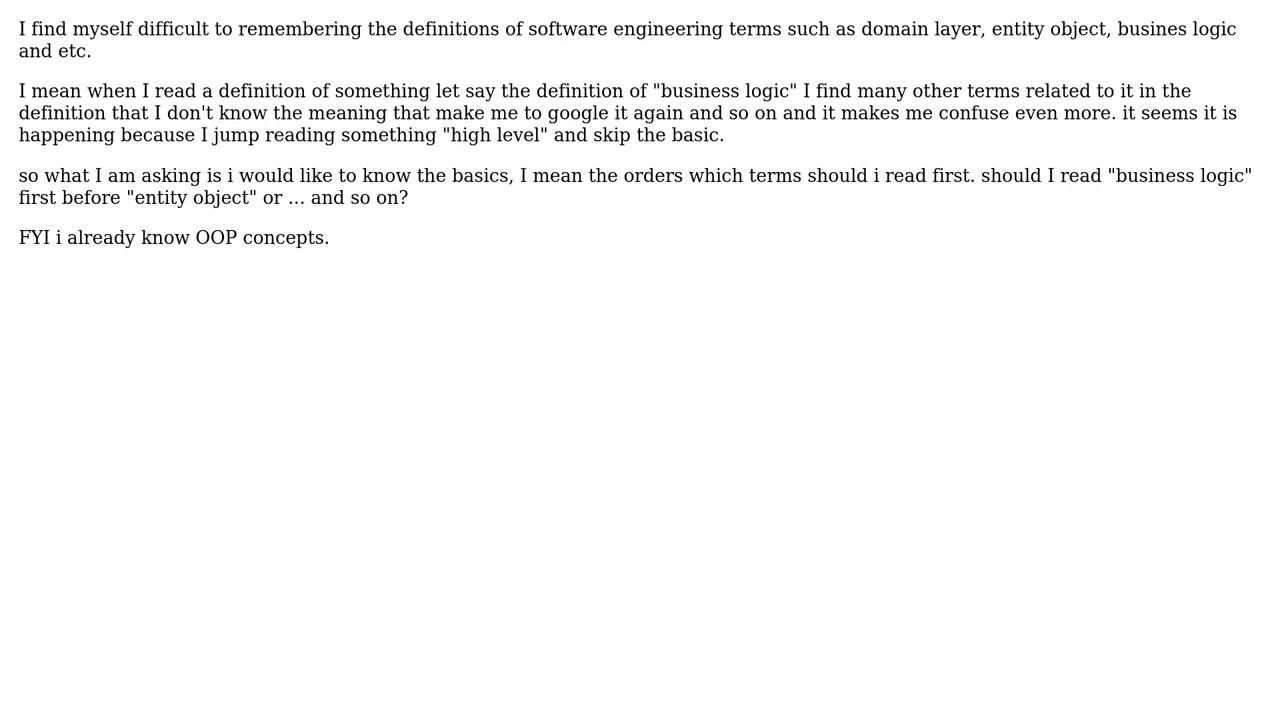 I find myself difficult to remembering the definitions of software engineering terms such as domain layer, entity object, busines logic
and etc.
I mean when I read a definition of something let say the definition of "business logic" I find many other terms related to it in the
definition that I don't know the meaning that make me to google it again and so on and it makes me confuse even more. it seems it is
happening because I jump reading something "high level" and skip the basic.
so what I am asking is i would like to know the basics, I mean the orders which terms should i read first. should I read "business logic"
first before "entity object" or ... and so on?
FYI i already know OOP concepts.